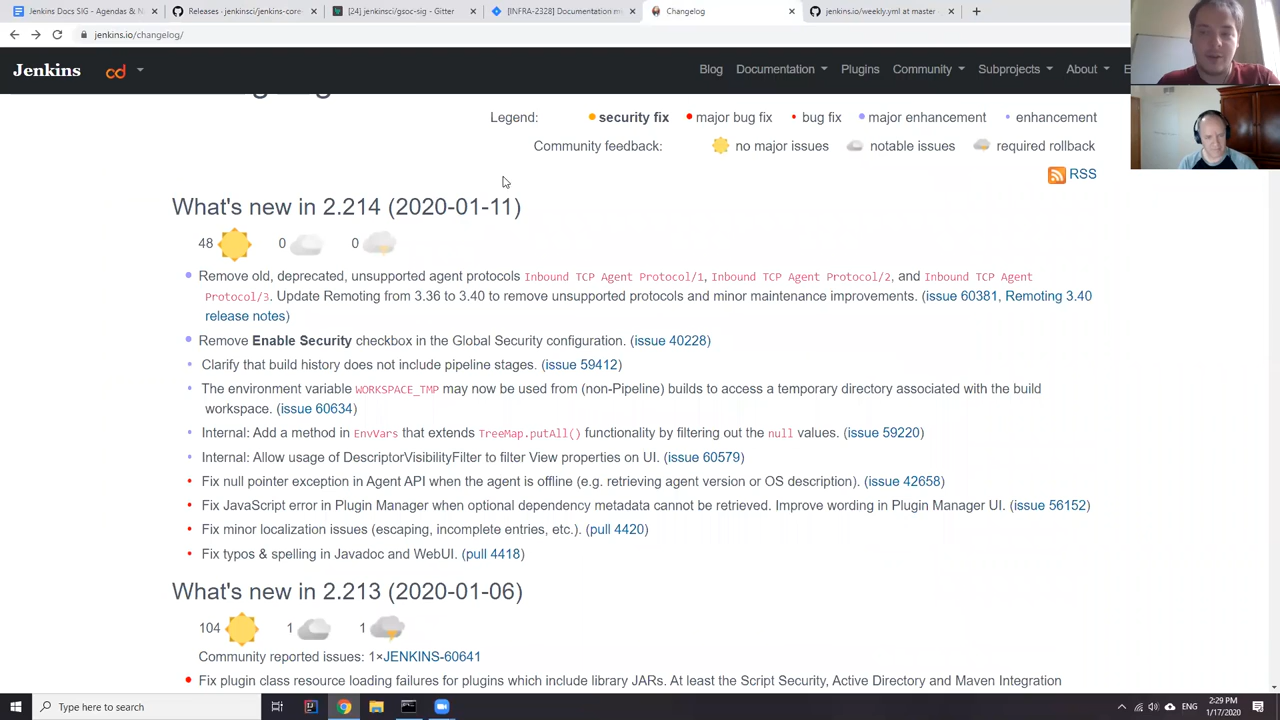 Jenkins Docs SIG - Agendas & N
Releases · jenkinsci/jenkins-core-
[24] jenkinsci/gsoc-sig - Gitter
[INFRA-2328] Documentation m
Changelog
jenkins.io/weekly.yml at master
jenkins.io/changelog/
Jenkins
cd
Blog Documentation Plugins Community Subprojects About
Legend: security fix major bug fix bug fix major enhancement enhancement
Community feedback: no major issues notable issues required rollback
RSS
What's new in 2.214 (2020-01-11)
48 0 0
Remove old, deprecated, unsupported agent protocols Inbound TCP Agent Protocol/1, Inbound TCP Agent Protocol/2, and Inbound TCP Agent
Protocol/3. Update Remoting from 3.36 to 3.40 to remove unsupported protocols and minor maintenance improvements. (issue 60381, Remoting 3.40
release notes)
Remove Enable Security checkbox in the Global Security configuration. (issue 40228)
Clarify that build history does not include pipeline stages. (issue 59412)
The environment variable WORKSPACE_TMP may now be used from (non-Pipeline) builds to access a temporary directory associated with the build
workspace. (issue 60634)
Internal: Add a method in EnvVars that extends TreeMap.putAll() functionality by filtering out the null values. (issue 59220)
Internal: Allow usage of DescriptorVisibilityFilter to filter View properties on UI. (issue 60579)
Fix null pointer exception in Agent API when the agent is offline (e.g. retrieving agent version or OS description). (issue 42658)
Fix JavaScript error in Plugin Manager when optional dependency metadata cannot be retrieved. Improve wording in Plugin Manager UI. (issue 56152)
Fix minor localization issues (escaping, incomplete entries, etc.). (pull 4420)
Fix typos & spelling in Javadoc and WebUI. (pull 4418)
What's new in 2.213 (2020-01-06)
104 1 1
Community reported issues: 1×JENKINS-60641
Fix plugin class resource loading failures for plugins which include library JARs. At least the Script Security, Active Directory and Maven Integration
Type here to search
ENG
2:29 PM
1/17/2020